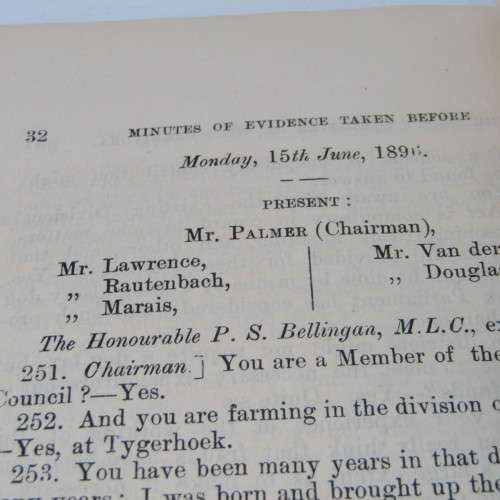 32 MINUTES OF EVIDENCE TAKEN BEFORE
Monday, 15th June, 1896.
PRESENT :
Mr. PALMER (Chairman),
Mr. Lawrence, Mr. Van der
„ Rautenbach, „ Douglas
„ Marais,
The Honourable P. S. Bellingan, M.L.C., ex
251. Chairman.] You are a Member of the
Council ?—Yes.
252. And you are farming in the division o
—Yes, at Tygerhoek.
253. You have been many years in that d
years ; I was born and brought up the